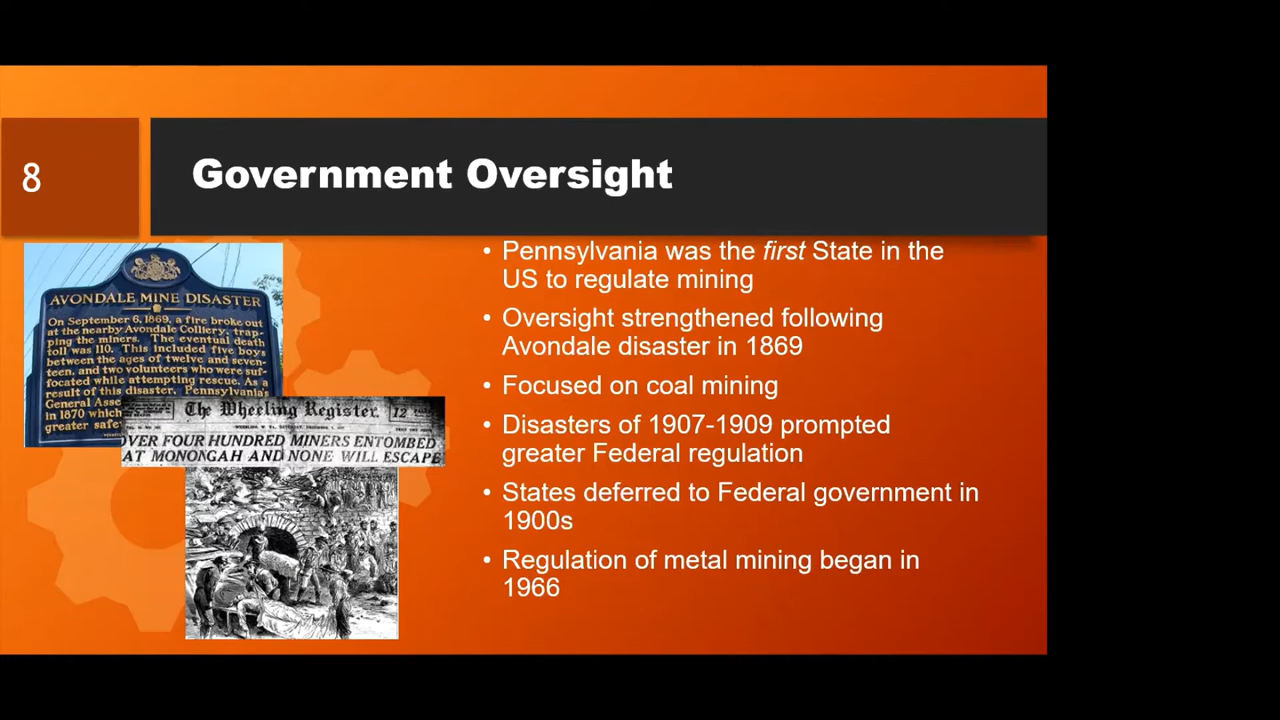 8
Government Oversight
AVONDALE MINE DISASTER
On September 6, 1869, a fire broke out
at the nearby Avondale Colliery, trap-
ping the miners. The eventual death
toll was 110. This included five boys
between the ages of twelve and seven-
teen, and two volunteers who were suf-
focated while attempting rescue. As a
result of this disaster, Pennsylvania's
General Asse
in 1870 which
greater safe
The Wheeling Register.
12
OVER FOUR HUNDRED MINERS ENTOMBED
AT MONONGAH AND NONE WILL ESCAPE
• Pennsylvania was the first State in the
US to regulate mining
• Oversight strengthened following
Avondale disaster in 1869
• Focused on coal mining
• Disasters of 1907-1909 prompted
greater Federal regulation
• States deferred to Federal government in
1900s
• Regulation of metal mining began in
1966